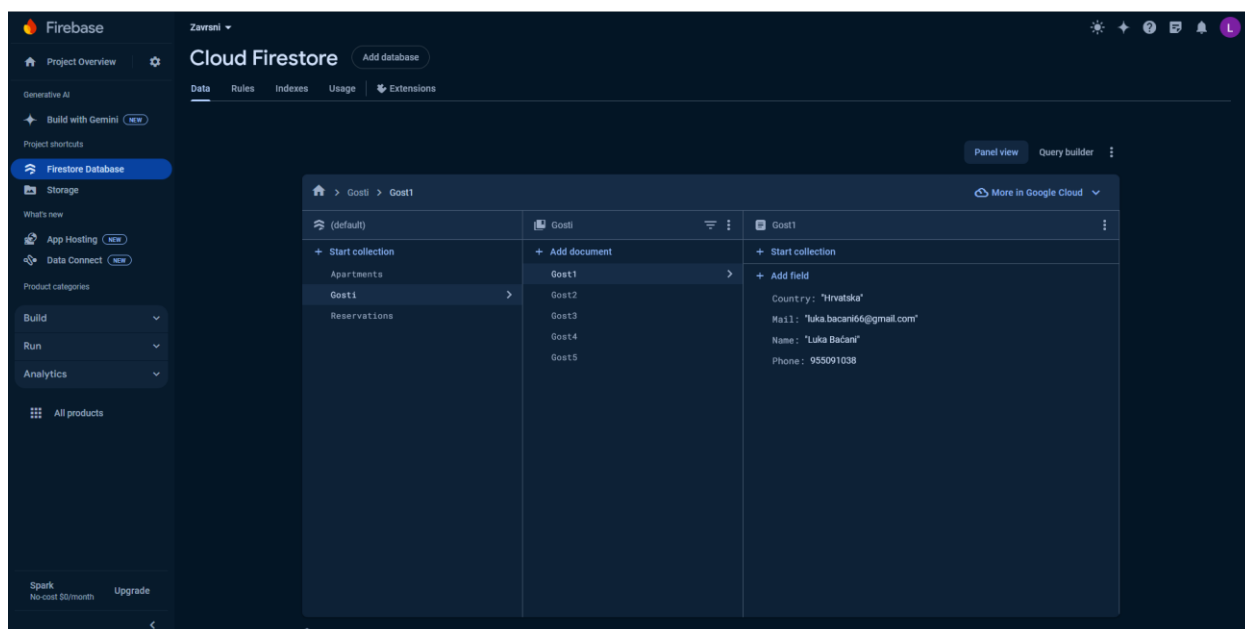 Firebase
Project Overview
Generative AI
Build with Gemini NEW
Project shortcuts
Firestore Database
Storage
What's new
App Hosting NEW
Data Connect NEW
Product categories
Build
Run
Analytics
All products
Spark
No-cost $0/month
Upgrade
Zavrsni
L
Cloud Firestore Add database
Data Rules Indexes Usage Extensions
Panel view Query builder
> Gosti > Gost1 More in Google Cloud
(default)
+ Start collection
Apartments
Gosti
Reservations
Gosti
+ Add document
Gost1
Gost2
Gost3
Gost4
Gost5
Gost1
+ Start collection
+ Add field
Country: "Hrvatska"
Mail: "luka.bacani66@gmail.com"
Name: "Luka Bačani"
Phone: 955091038